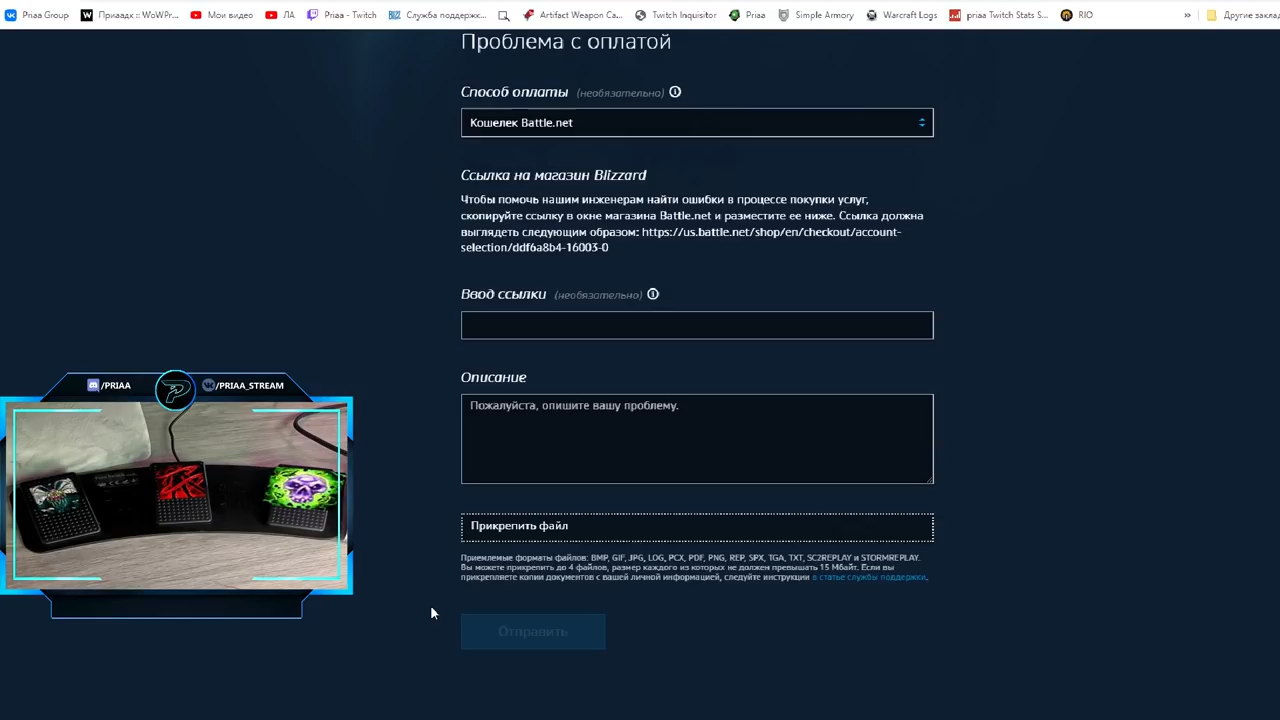 Priaa Group
Приаадк :: WoWPr...
Мои видео
ЛА
Priaa - Twitch
Служба поддержк...
Artifact Weapon Ca...
Twitch Inquisitor
Priaa
Simple Armory
Warcraft Logs
priaa Twitch Stats S...
RIO
»
Другие заклад
Проблема с оплатой
Способ оплаты (необязательно)
Кошелек Battle.net
Ссылка на магазин Blizzard
Чтобы помочь нашим инженерам найти ошибки в процессе покупки услуг,
скопируйте ссылку в окне магазина Battle.net и разместите ее ниже. Ссылка должна
выглядеть следующим образом: https://us.battle.net/shop/en/checkout/account-
selection/ddf6a8b4-16003-0
Ввод ссылки (необязательно)
Описание
Пожалуйста, опишите вашу проблему.
Прикрепить файл
Приемлемые форматы файлов: BMP, GIF, JPG, LOG, PCX, PDF, PNG, REP, SPX, TGA, TXT, SC2REPLAY и STORMREPLAY.
Вы можете прикрепить до 4 файлов, размер каждого из которых не должен превышать 15 Мбайт. Если вы
прикрепляете копии документов с вашей личной информацией, следуйте инструкции в статье службы поддержки.
Отправить
/PRIAA
/PRIAA_STREAM